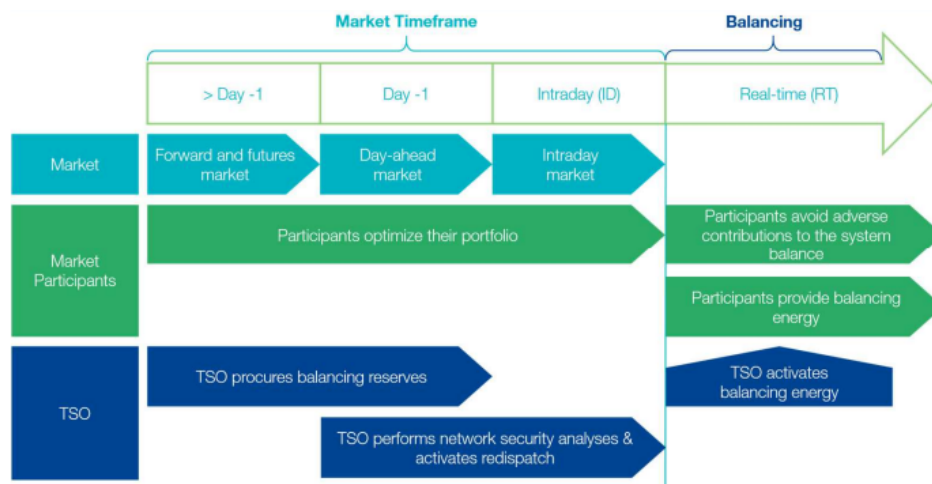 Market Timeframe
Balancing
> Day -1
Day -1
Intraday (ID)
Real-time (RT)
Market
Forward and futures
market
Day-ahead
market
Intraday
market
Market
Participants
Participants optimize their portfolio
Participants avoid adverse
contributions to the system
balance
Participants provide balancing
energy
TSO
TSO procures balancing reserves
TSO activates
balancing energy
TSO performs network security analyses &
activates redispatch